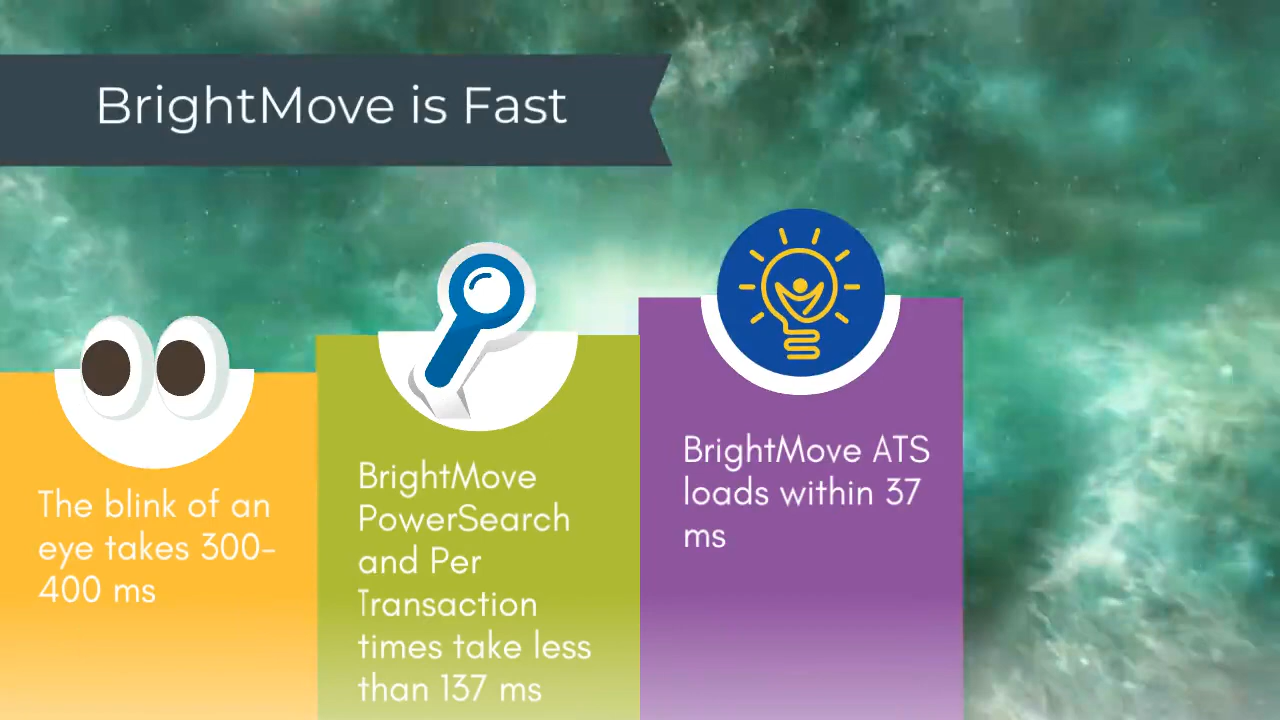 BrightMove is Fast
The blink of an
eye takes 300-
400 ms
BrightMove
PowerSearch
and Per
Transaction
times take less
than 137 ms
BrightMove ATS
loads within 37
ms